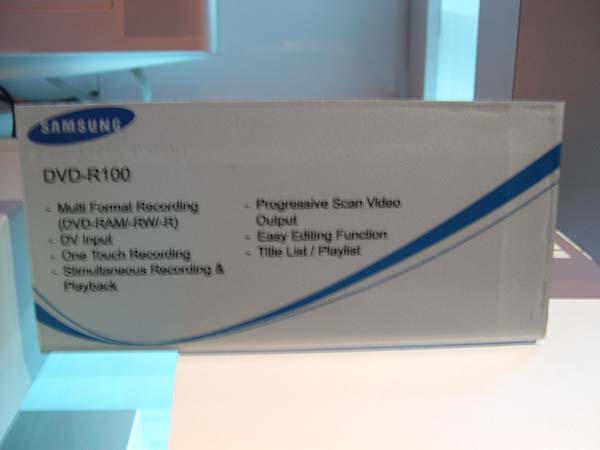 SAMSUNG
DVD-R100
Multi Format Recording
(DVD-RAM/-RW/-R)
DV Input
One Touch Recording
Stimultaneous Recording &
Playback
Progressive Scan Video
Output
Easy Editing Function
Title List / Playlist